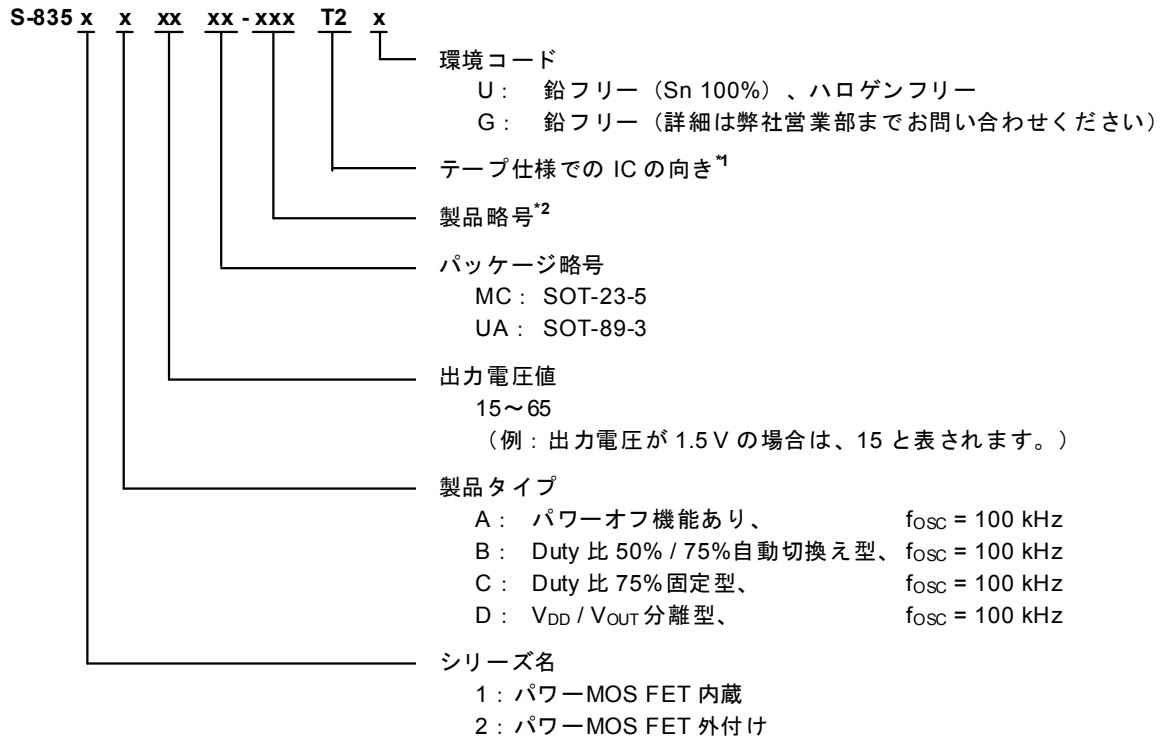 S-835 x x xx xx - xxx T2 x
環境コード
U： 鉛フリー（Sn 100%）、ハロゲンフリー
G： 鉛フリー（詳細は弊社営業部までお問い合わせください）
テープ仕様での IC の向き*1
製品略号*2
パッケージ略号
MC： SOT-23-5
UA： SOT-89-3
出力電圧値
15～65
（例：出力電圧が 1.5 V の場合は、15 と表されます。）
製品タイプ
A： パワーオフ機能あり、 fOSC = 100 kHz
B： Duty 比 50% / 75%自動切換え型、 fOSC = 100 kHz
C： Duty 比 75%固定型、 fOSC = 100 kHz
D： VDD / VOUT 分離型、 fOSC = 100 kHz
シリーズ名
1：パワーMOS FET 内蔵
2：パワーMOS FET 外付け